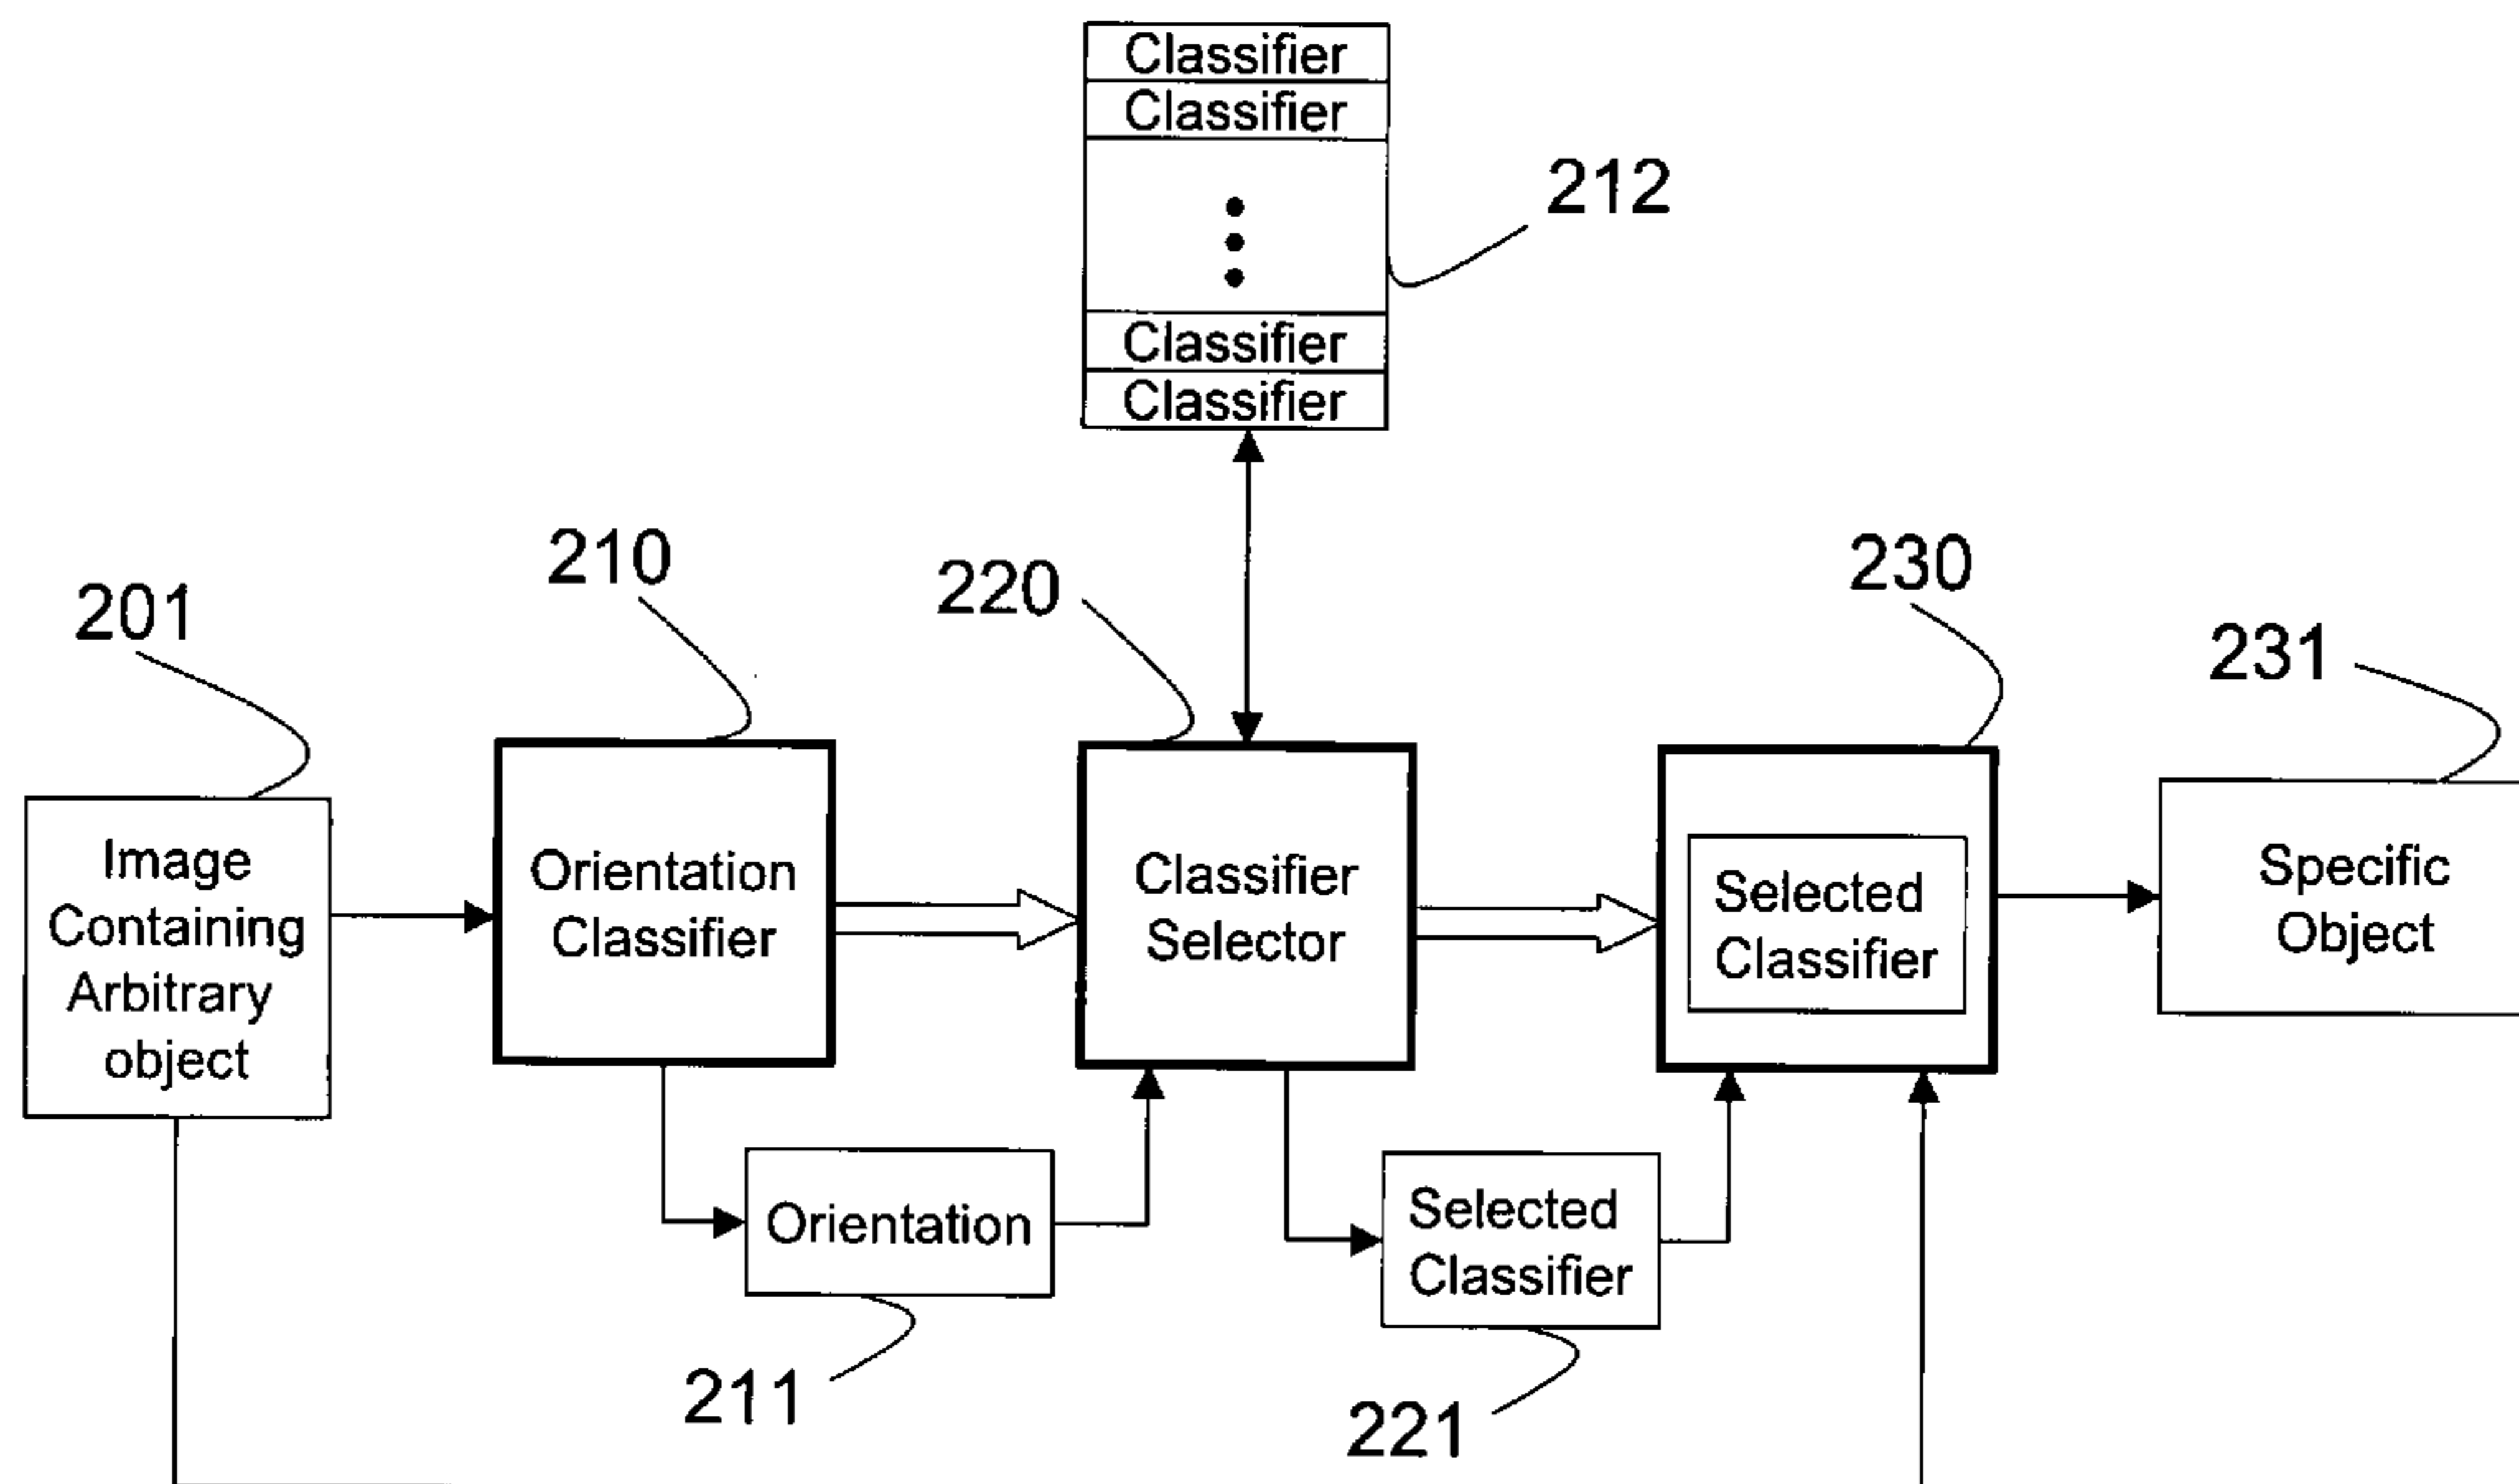 Classifier
Classifier
212
Classifier
Classifier
210
220
230
201
231
Image
Containing
Arbitrary
object
Orientation
Classifier
Classifier
Selector
Selected
Classifier
Specific
Object
Orientation
Selected
Classifier
211
221